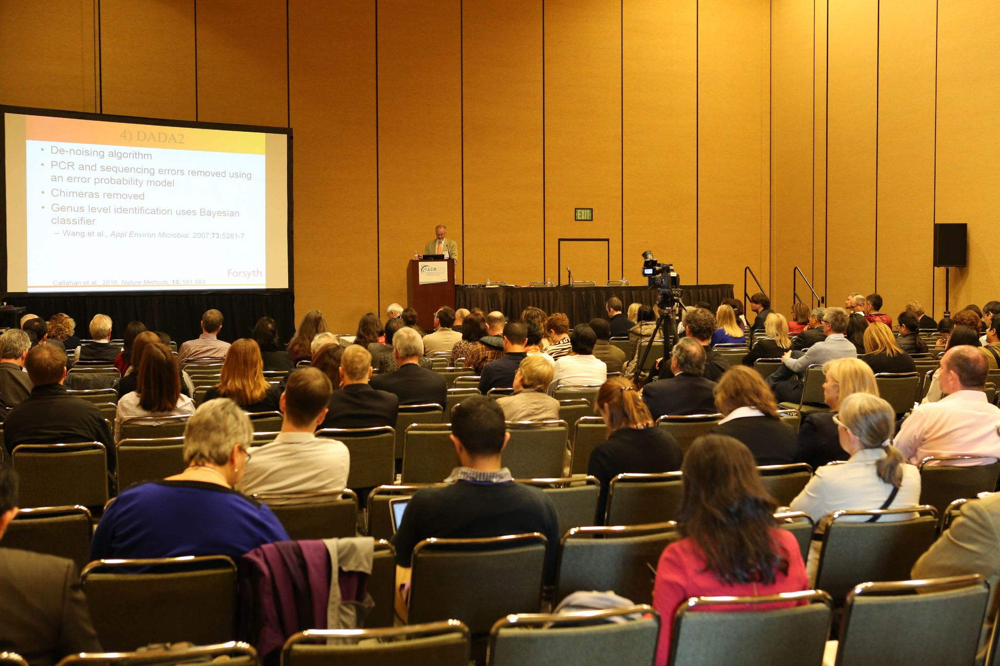 4) DADA2
• De-noising algorithm
• PCR and sequencing errors removed using
an error probability model
• Chimeras removed
• Genus level identification uses Bayesian
classifier
– Wang et al., Appl Environ Microbiol. 2007;73:5261-7.
Forsyth
Callahan et al., 2016; Nature Methods, 13: 581-583
EXIT
IADR